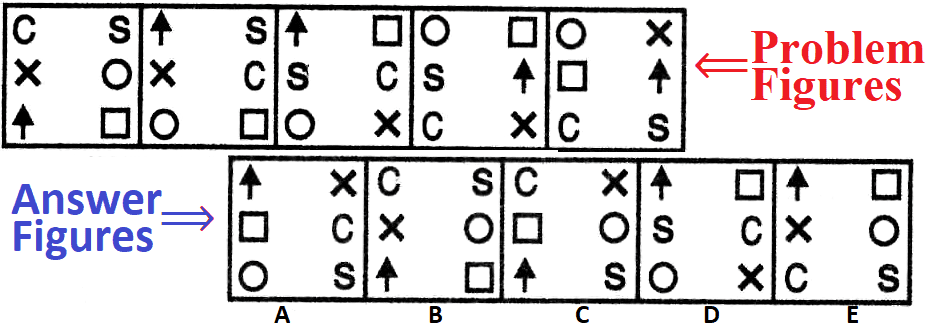 C S ↑ S ↑ □ ○ □ ○ ×
× ○ × C S C S ↑ □ ↑
↑ □ ○ □ ○ × C × C S
⇐ Problem
Figures
Answer
Figures ⇒
↑ × C S C × ↑ □ ↑ □
□ C × ○ □ ○ S C × ○
○ S ↑ □ ↑ S ○ × C S
A B C D E